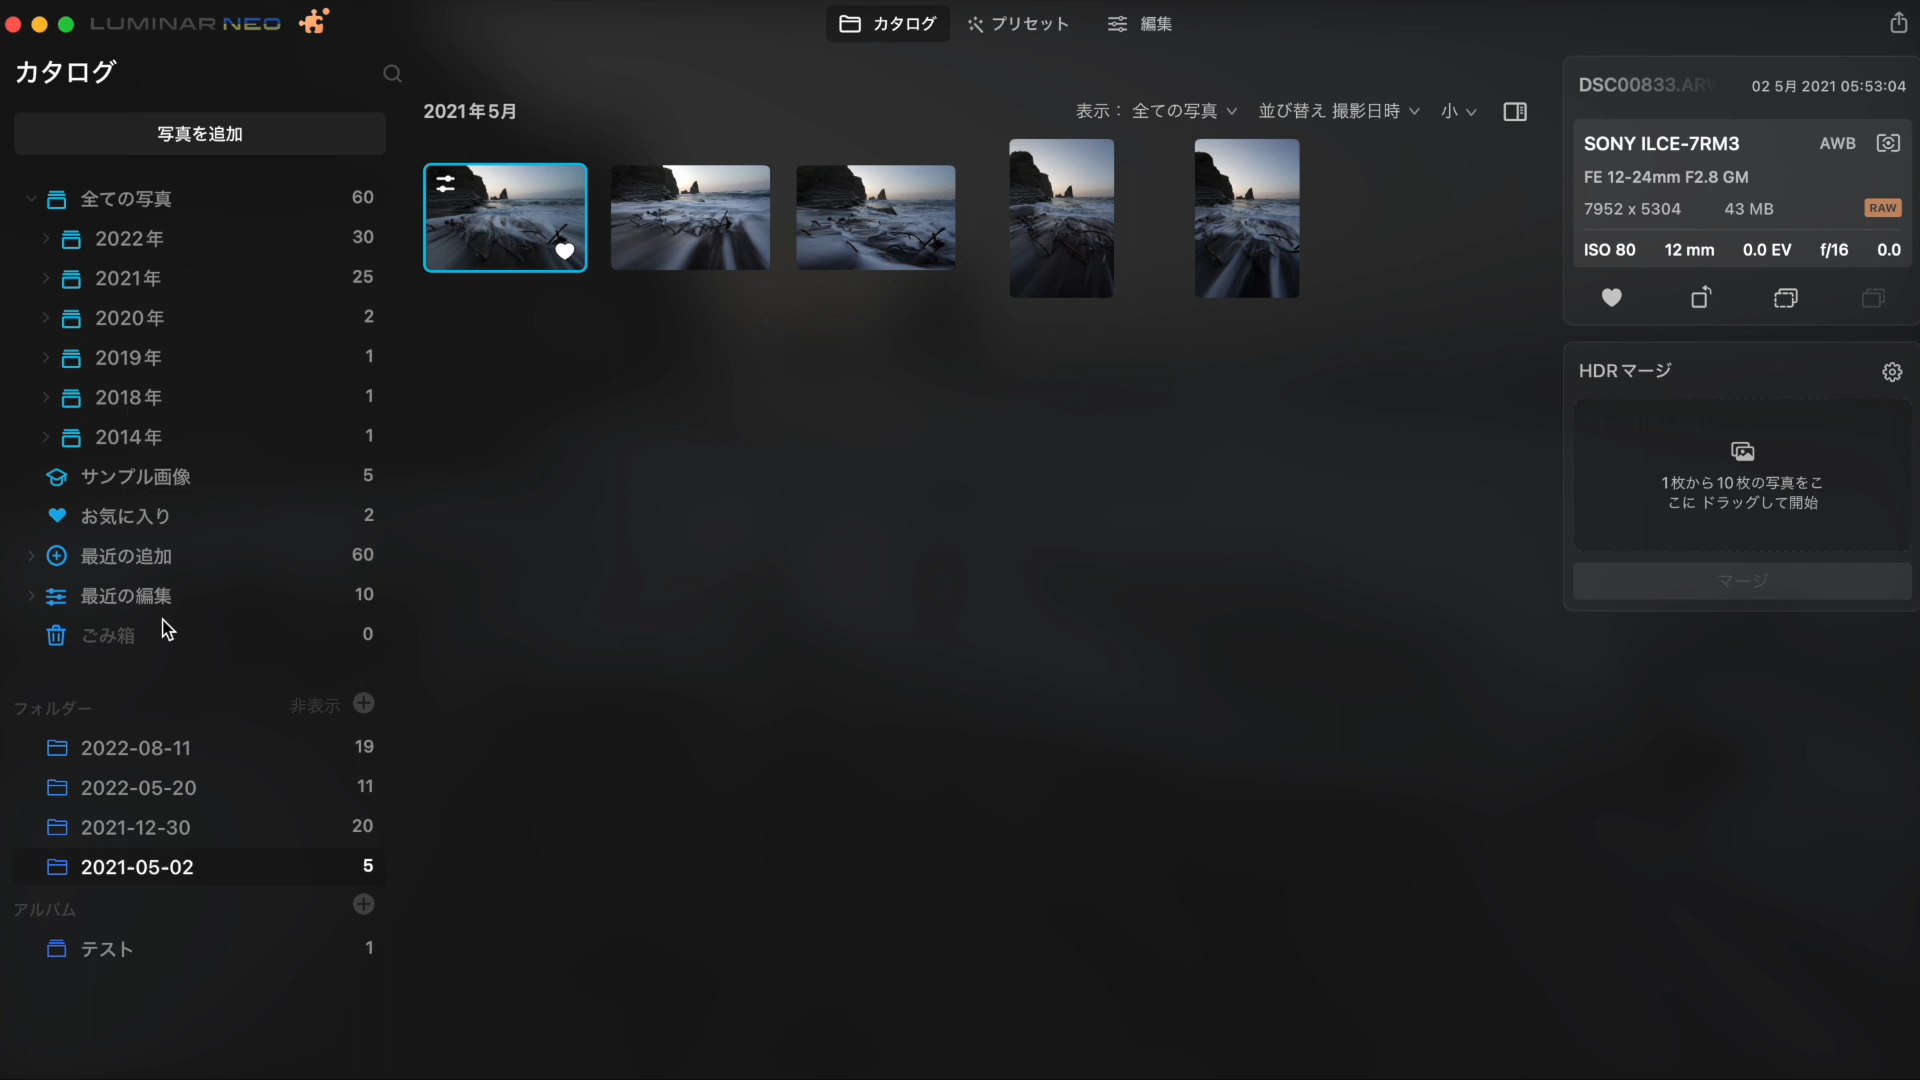 LUMINAR NEO
カタログ
プリセット
編集
カタログ
写真を追加
全ての写真 60
2022年 30
2021年 25
2020年 2
2019年 1
2018年 1
2014年 1
サンプル画像 5
お気に入り 2
最近の追加 60
最近の編集 10
ごみ箱 0
フォルダー 非表示
2022-08-11 19
2022-05-20 11
2021-12-30 20
2021-05-02 5
アルバム
テスト 1
2021年5月
表示： 全ての写真
並び替え 撮影日時
小
DSC00833.ARW 02 5月 2021 05:53:04
SONY ILCE-7RM3 AWB
FE 12-24mm F2.8 GM
7952 x 5304 43 MB RAW
ISO 80 12 mm 0.0 EV f/16 0.0
HDRマージ
1枚から10枚の写真をこ
こに ドラッグして開始
マージ